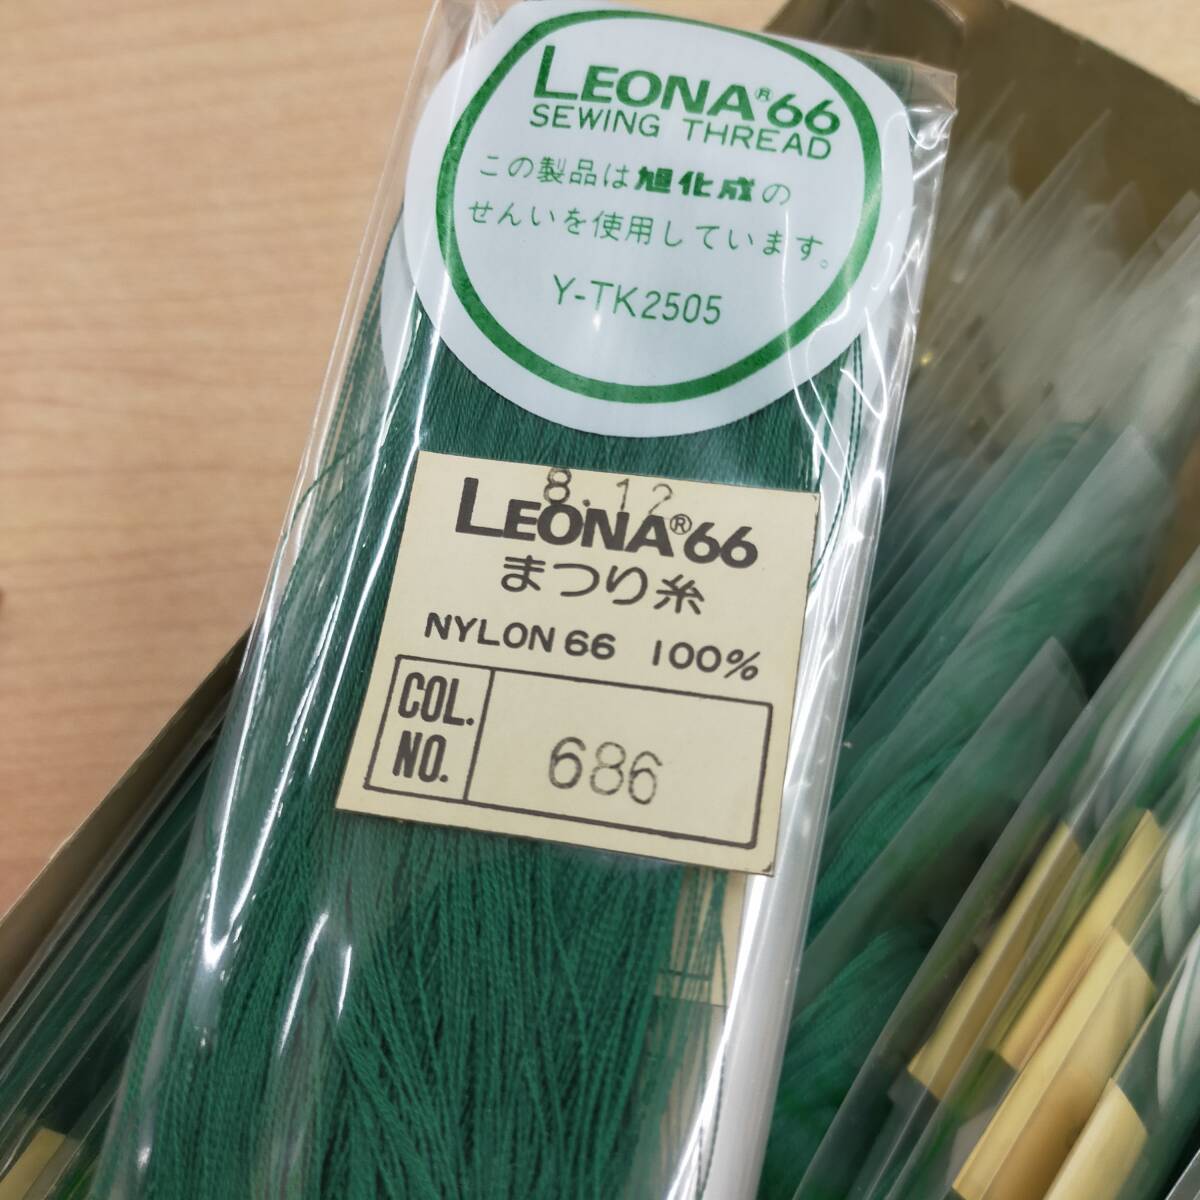 LEONA®66
SEWING THREAD
この製品は旭化成の
せんいを使用しています。
Y-TK2505
8.12
LEONA®66
まつり糸
NYLON 66 100%
COL.
NO.
686